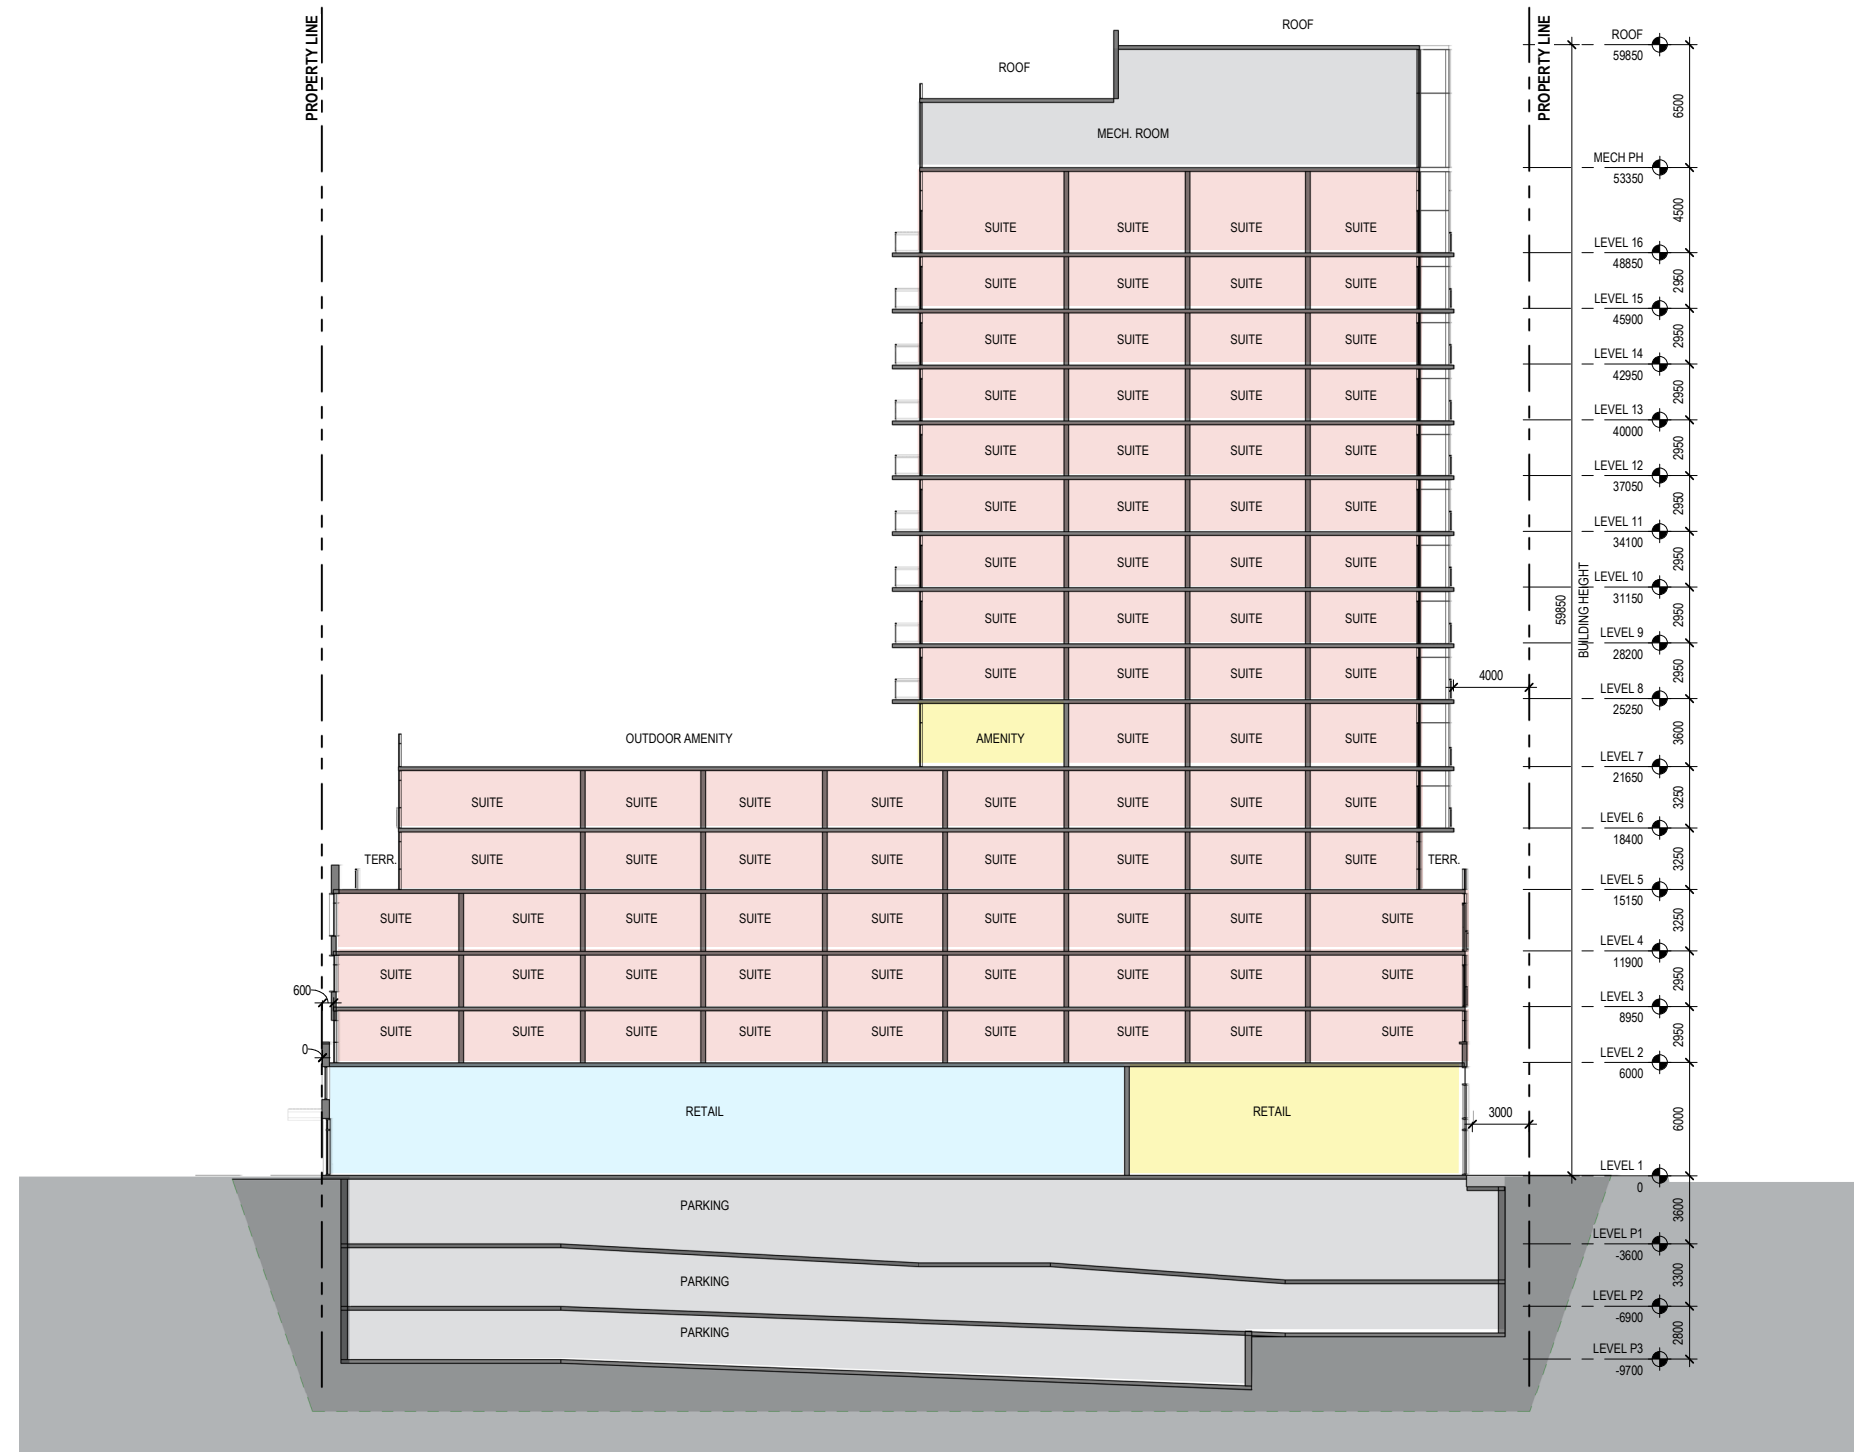 PROPERTY LINE
PROPERTY LINE
ROOF
ROOF
MECH. ROOM
ROOF
59850
6500
MECH PH
53350
4500
SUITE SUITE SUITE SUITE
LEVEL 16
48850
2950
SUITE SUITE SUITE SUITE
LEVEL 15
45900
2950
SUITE SUITE SUITE SUITE
LEVEL 14
42950
2950
SUITE SUITE SUITE SUITE
LEVEL 13
40000
2950
SUITE SUITE SUITE SUITE
LEVEL 12
37050
2950
SUITE SUITE SUITE SUITE
LEVEL 11
34100
2950
SUITE SUITE SUITE SUITE
LEVEL 10
31150
2950
59850
BUILDING HEIGHT
SUITE SUITE SUITE SUITE
LEVEL 9
28200
2950
SUITE SUITE SUITE SUITE
4000
LEVEL 8
25250
3600
OUTDOOR AMENITY AMENITY SUITE SUITE SUITE
LEVEL 7
21650
3250
SUITE SUITE SUITE SUITE SUITE SUITE SUITE SUITE
LEVEL 6
18400
3250
TERR. SUITE SUITE SUITE SUITE SUITE SUITE SUITE SUITE TERR.
LEVEL 5
15150
3250
SUITE SUITE SUITE SUITE SUITE SUITE SUITE SUITE SUITE
LEVEL 4
11900
2950
SUITE SUITE SUITE SUITE SUITE SUITE SUITE SUITE SUITE
600
LEVEL 3
8950
2950
SUITE SUITE SUITE SUITE SUITE SUITE SUITE SUITE SUITE
0
LEVEL 2
6000
6000
RETAIL RETAIL
3000
LEVEL 1
0
3600
PARKING
LEVEL P1
-3600
3300
PARKING
LEVEL P2
-6900
2800
PARKING
LEVEL P3
-9700